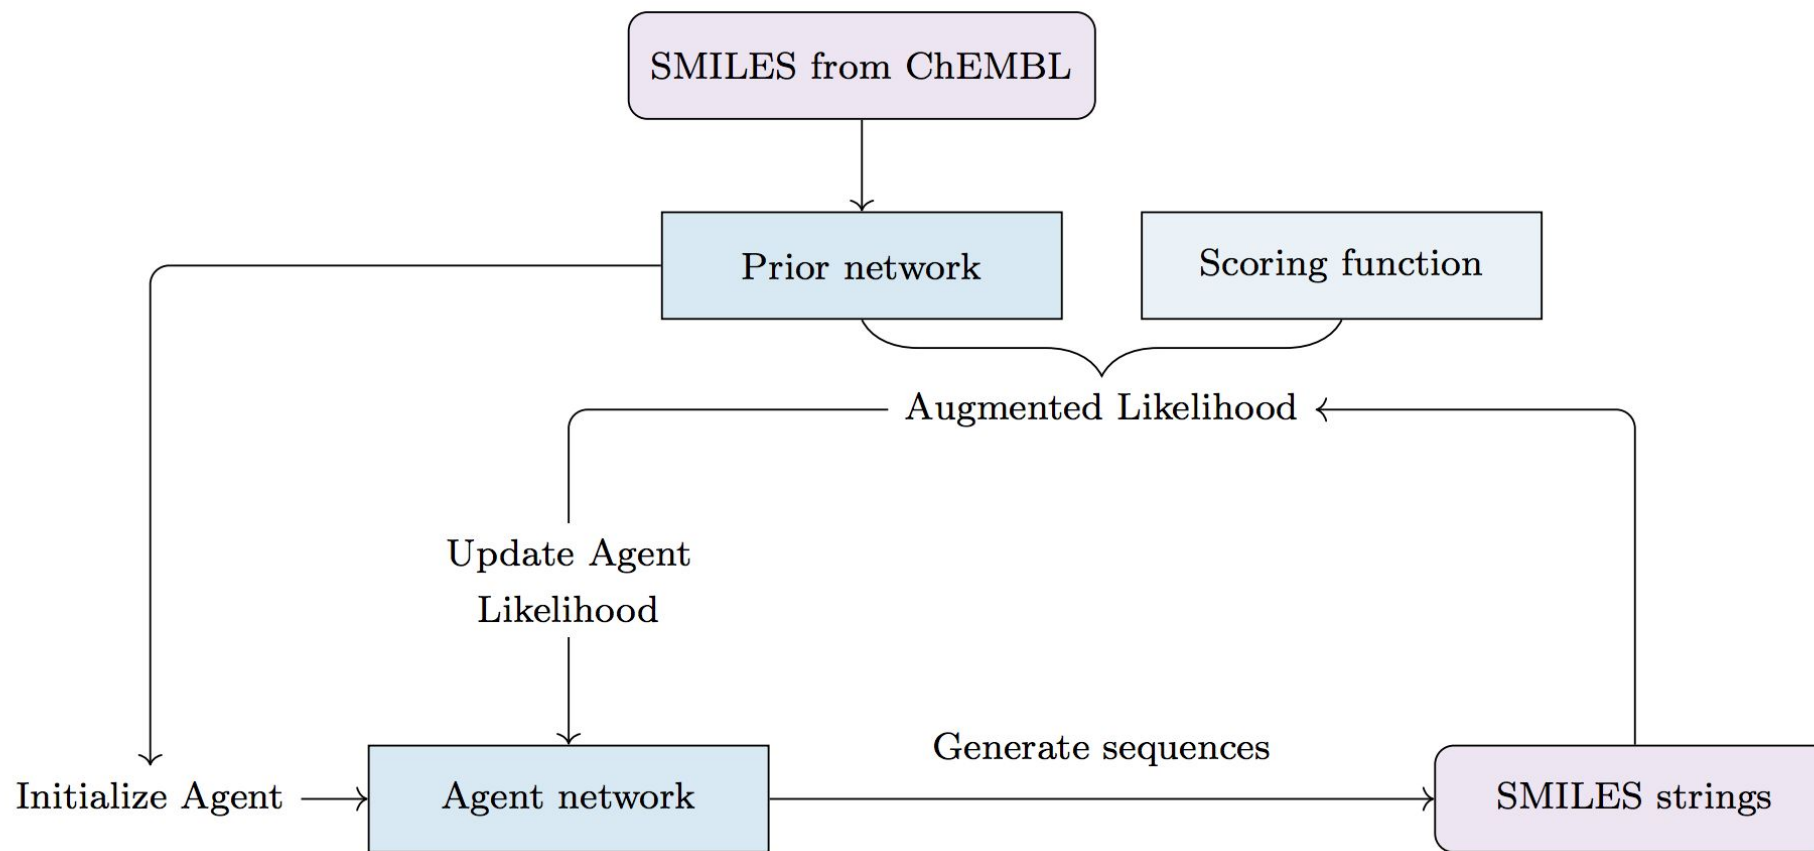 SMILES from ChEMBL
Prior network
Scoring function
Augmented Likelihood
Update Agent
Likelihood
Generate sequences
Initialize Agent
Agent network
SMILES strings